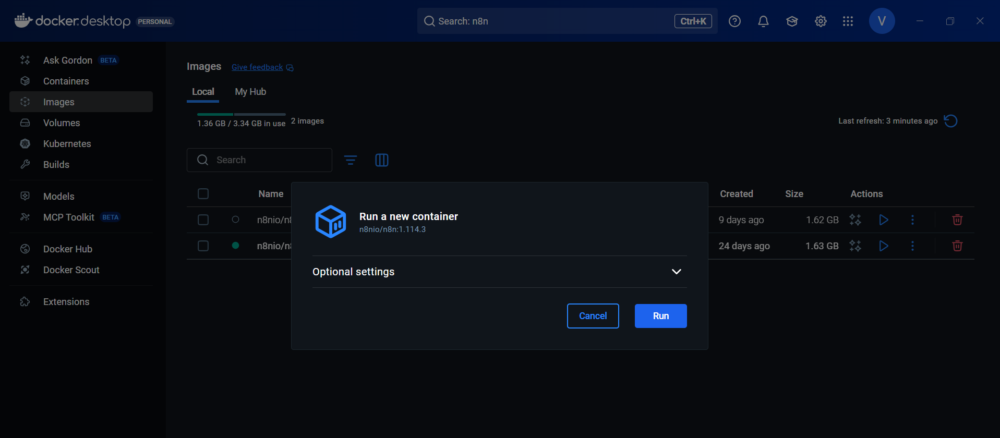 docker.desktop PERSONAL
Search: n8n
Ctrl+K
V
Ask Gordon BETA
Containers
Images
Volumes
Kubernetes
Builds
Models
MCP Toolkit BETA
Docker Hub
Docker Scout
Extensions
Images Give feedback
Local My Hub
1.36 GB / 3.34 GB in use 2 images
Last refresh: 3 minutes ago
Search
Name Created Size Actions
n8nio/n8 9 days ago 1.62 GB
n8nio/n8 24 days ago 1.63 GB
Run a new container
n8nio/n8n:1.114.3
Optional settings
Cancel Run